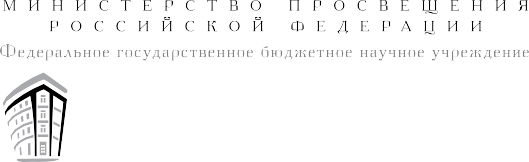 МИНИСТЕРСТВО ПРОСВЕЩЕНИЯ
РОССИЙСКОЙ ФЕДЕРАЦИИ
Федеральное государственное бюджетное научное учреждение